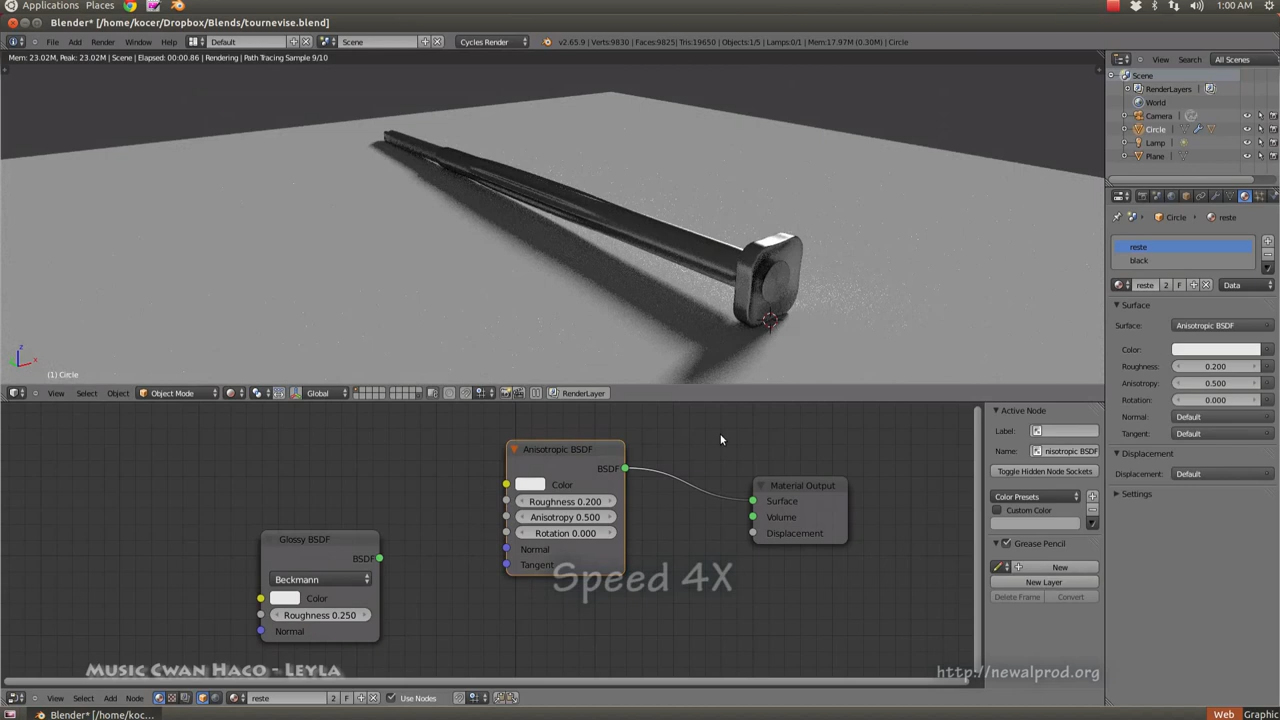 Applications Places 1:00 AM
Blender* [/home/kocer/Dropbox/Blends/tournevise.blend]
File Add Render Window Help Default Scene Cycles Render v2.65.9 | Verts:9830 | Faces:9825 | Tris:19650 | Objects:1/5 | Lamps:0/1 | Mem:17.97M (0.30M) | Circle
View Search All Scenes
Mem: 23.02M, Peak: 23.02M | Scene | Elapsed: 00:00.86 | Rendering | Path Tracing Sample 9/10
Scene
RenderLayers
World
Camera
Circle
Lamp
Plane
Circle reste
reste
black
reste 2 F Data
Surface
Surface: Anisotropic BSDF
Color:
Roughness: 0.200
Anisotropy: 0.500
Rotation: 0.000
Normal: Default
Tangent: Default
Displacement
Displacement: Default
Settings
z
x
(1) Circle
View Select Object Object Mode Global RenderLayer
Anisotropic BSDF
BSDF
Color
Roughness 0.200
Anisotropy 0.500
Rotation 0.000
Normal
Tangent
Material Output
Surface
Volume
Displacement
Glossy BSDF
BSDF
Beckmann
Color
Roughness 0.250
Normal
Speed 4X
Active Node
Label:
Name: nisotropic BSDF
Toggle Hidden Node Sockets
Color Presets
Custom Color
Grease Pencil
New
New Layer
Delete Frame Convert
Music Cwan Haco - Leyla
http://newalprod.org
View Select Add Node reste 2 F Use Nodes
Blender* [/home/koc... Web Graphic